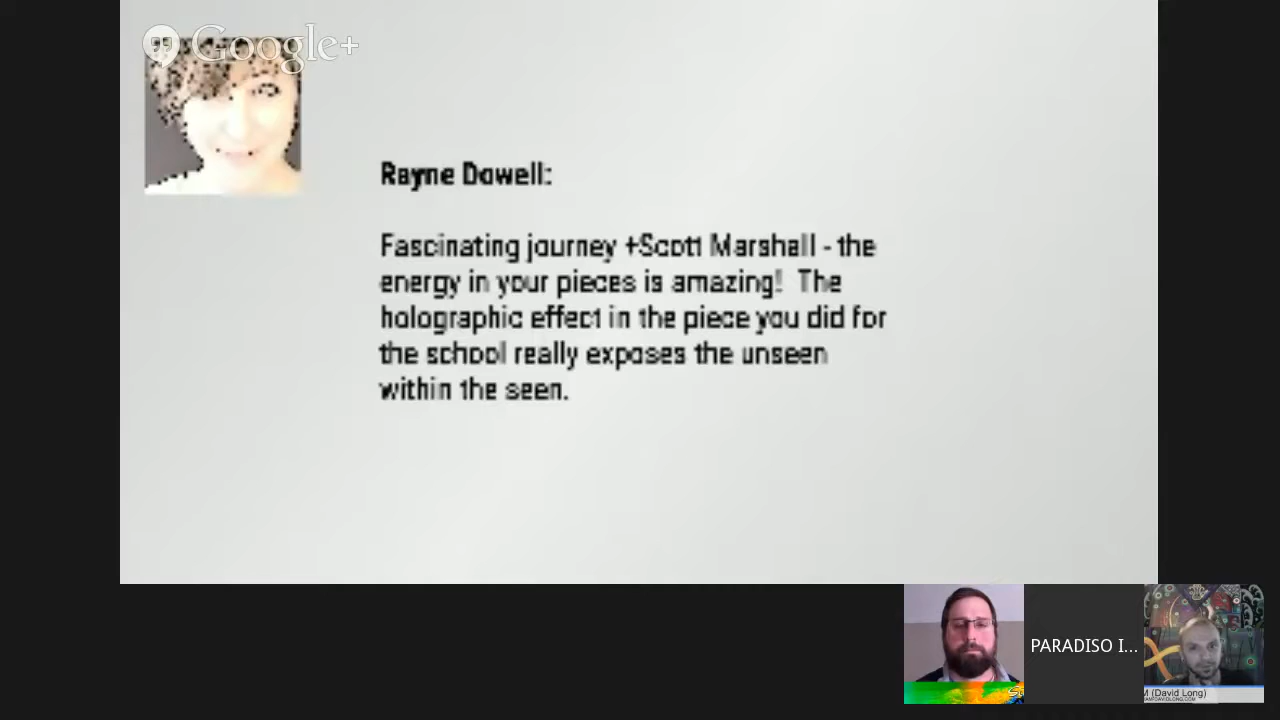 Google+
Rayne Dowell:
Fascinating journey +Scott Marshall - the
energy in your pieces is amazing!  The
holographic effect in the piece you did for
the school really exposes the unseen
within the seen.
PARADISO I...
M (David Long)